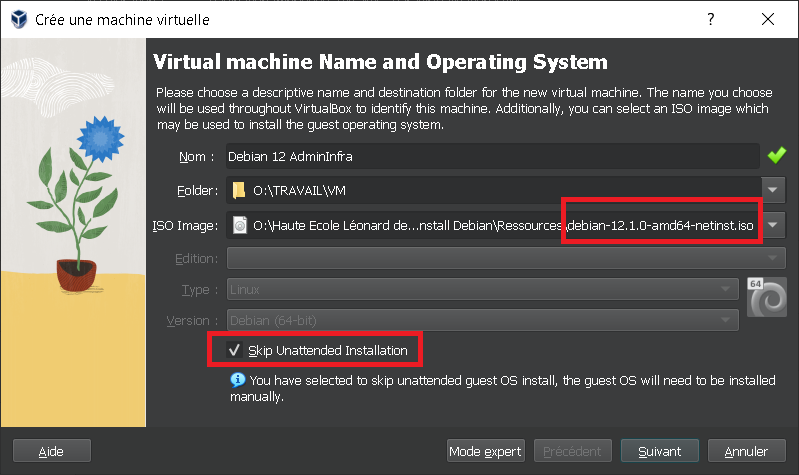 Crée une machine virtuelle
?
Virtual machine Name and Operating System
Please choose a descriptive name and destination folder for the new virtual machine. The name you choose
will be used throughout VirtualBox to identify this machine. Additionally, you can select an ISO image which
may be used to install the guest operating system.
Nom : Debian 12 AdminInfra
Folder: O:\TRAVAIL\VM
ISO Image: O:\Haute Ecole Léonard de...nstall Debian\Ressources\debian-12.1.0-amd64-netinst.iso
Edition:
Type : Linux
64
Version : Debian (64-bit)
Skip Unattended Installation
You have selected to skip unattended guest OS install, the guest OS will need to be installed
manually.
Aide Mode expert Précédent Suivant Annuler